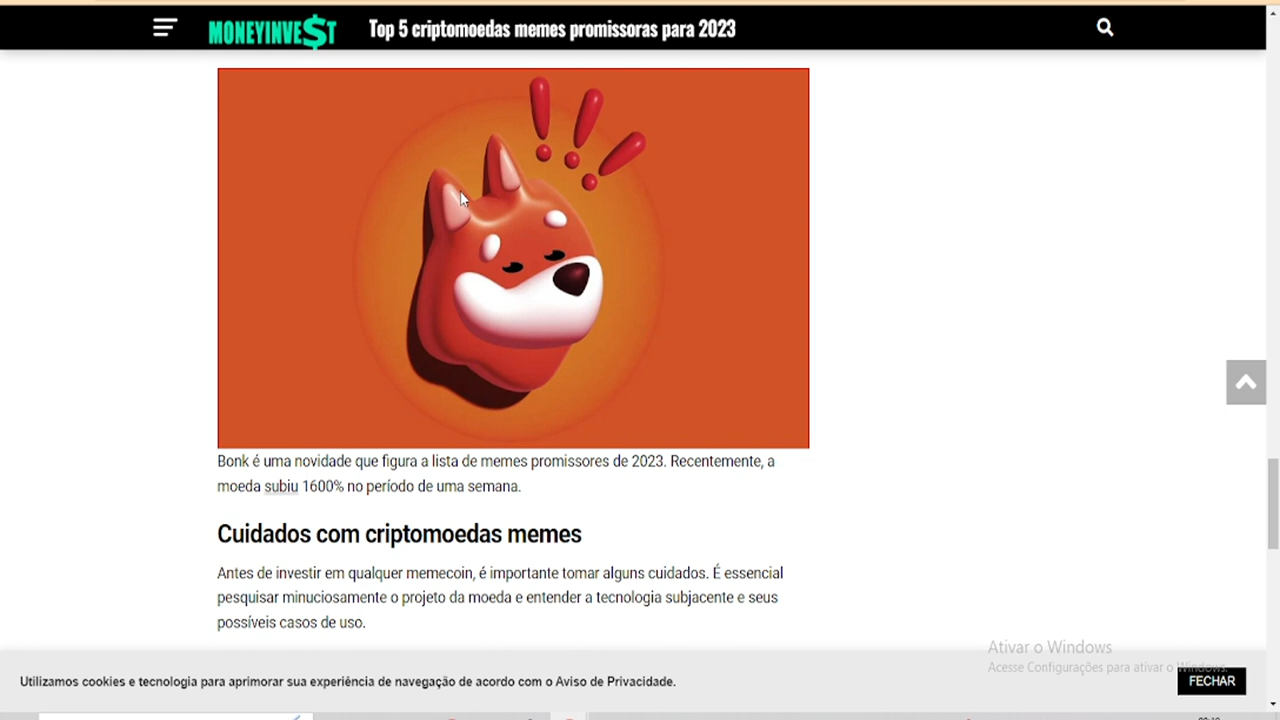 MONEYINVE$T
Top 5 criptomoedas memes promissoras para 2023
Bonk é uma novidade que figura a lista de memes promissores de 2023. Recentemente, a
moeda subiu 1600% no período de uma semana.
Cuidados com criptomoedas memes
Antes de investir em qualquer memecoin, é importante tomar alguns cuidados. É essencial
pesquisar minuciosamente o projeto da moeda e entender a tecnologia subjacente e seus
possíveis casos de uso.
Ativar o Windows
Acesse Configurações para ativar o Windows.
Utilizamos cookies e tecnologia para aprimorar sua experiência de navegação de acordo com o Aviso de Privacidade.
FECHAR